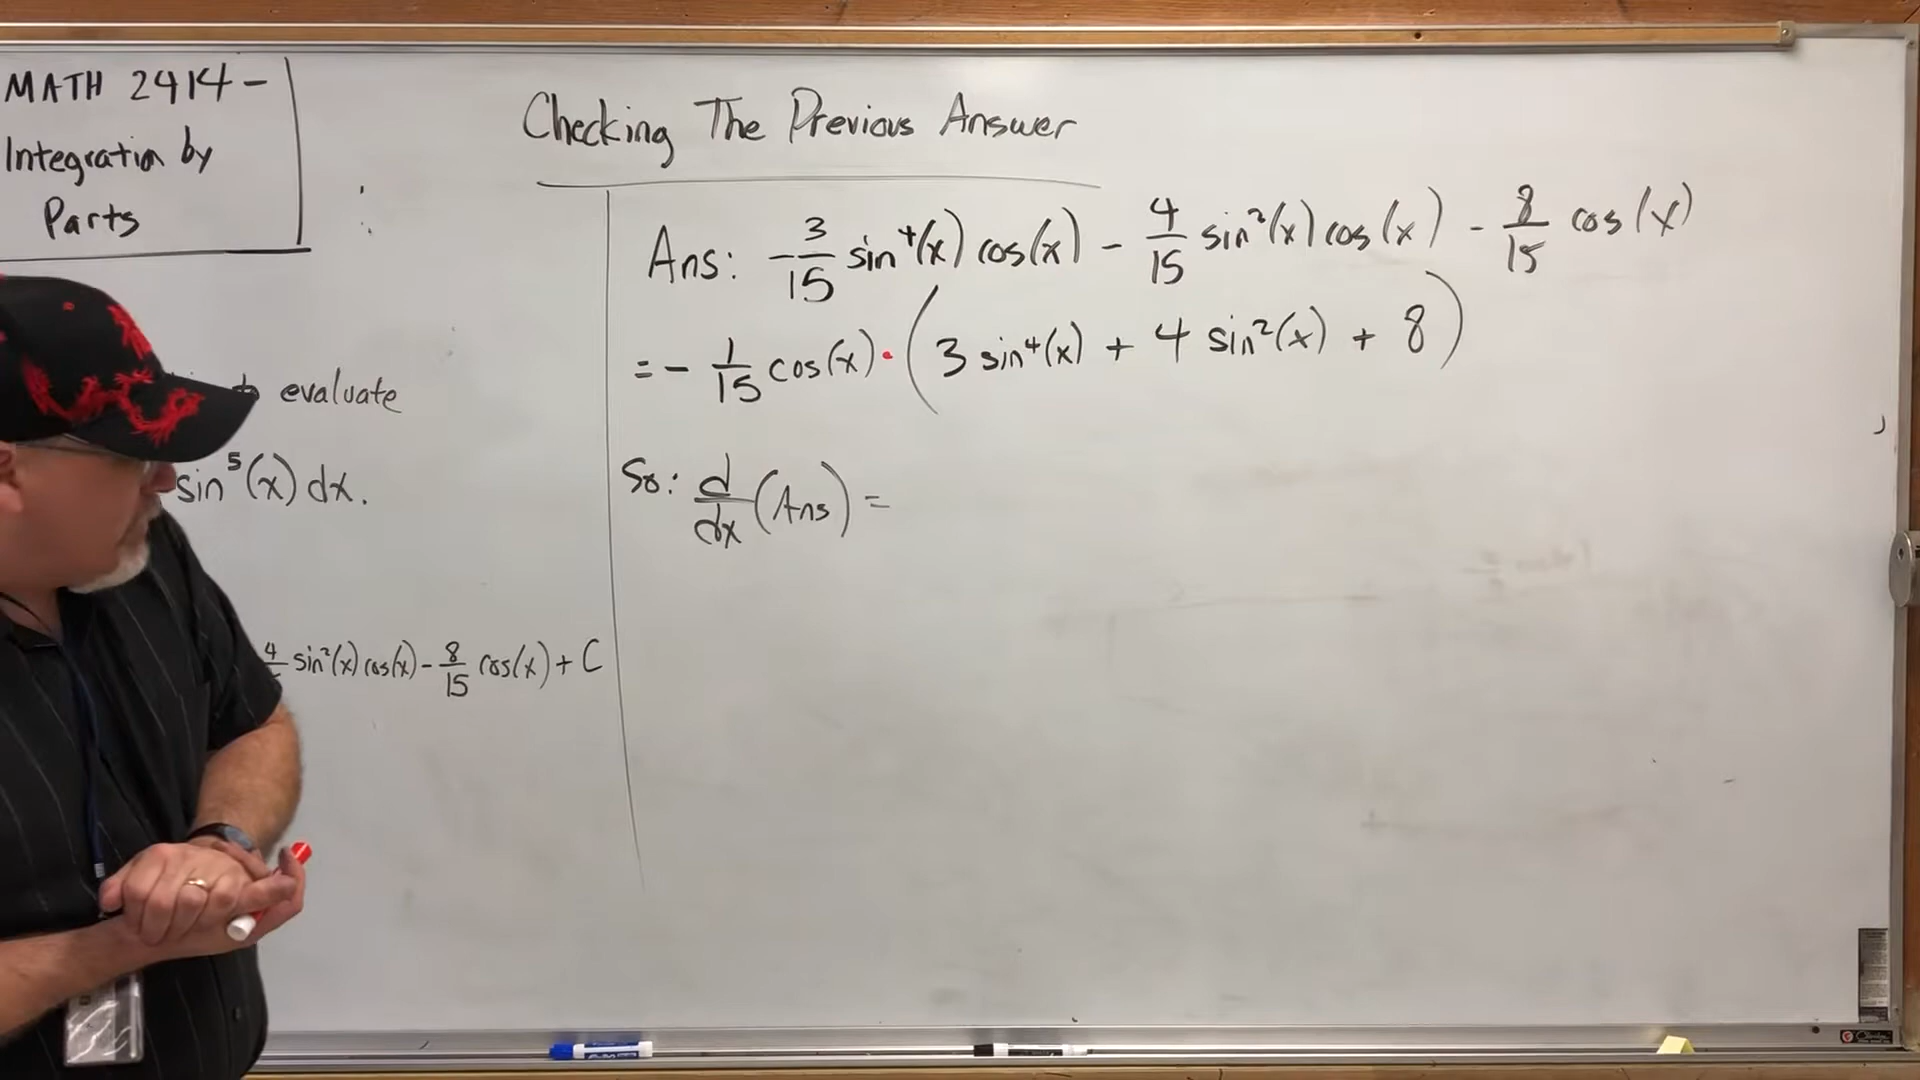 MATH 2414 -
Integration by
Parts
evaluate
sin⁵(x) dx.
4 sin²(x) cos(x) - 8/15 cos(x) + C
Checking The Previous Answer
Ans: -3/15 sin⁴(x) cos(x) - 4/15 sin²(x) cos(x) - 8/15 cos(x)
= - 1/15 cos(x) · (3 sin⁴(x) + 4 sin²(x) + 8)
So: d/dx (Ans) =